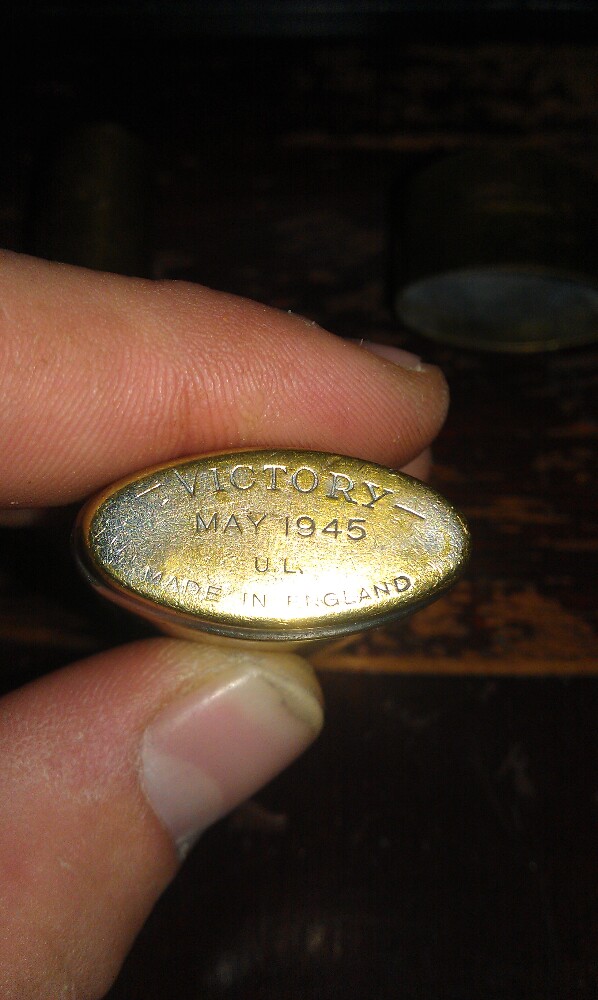 - VICTORY -
MAY 1945
U.L.
MADE IN ENGLAND